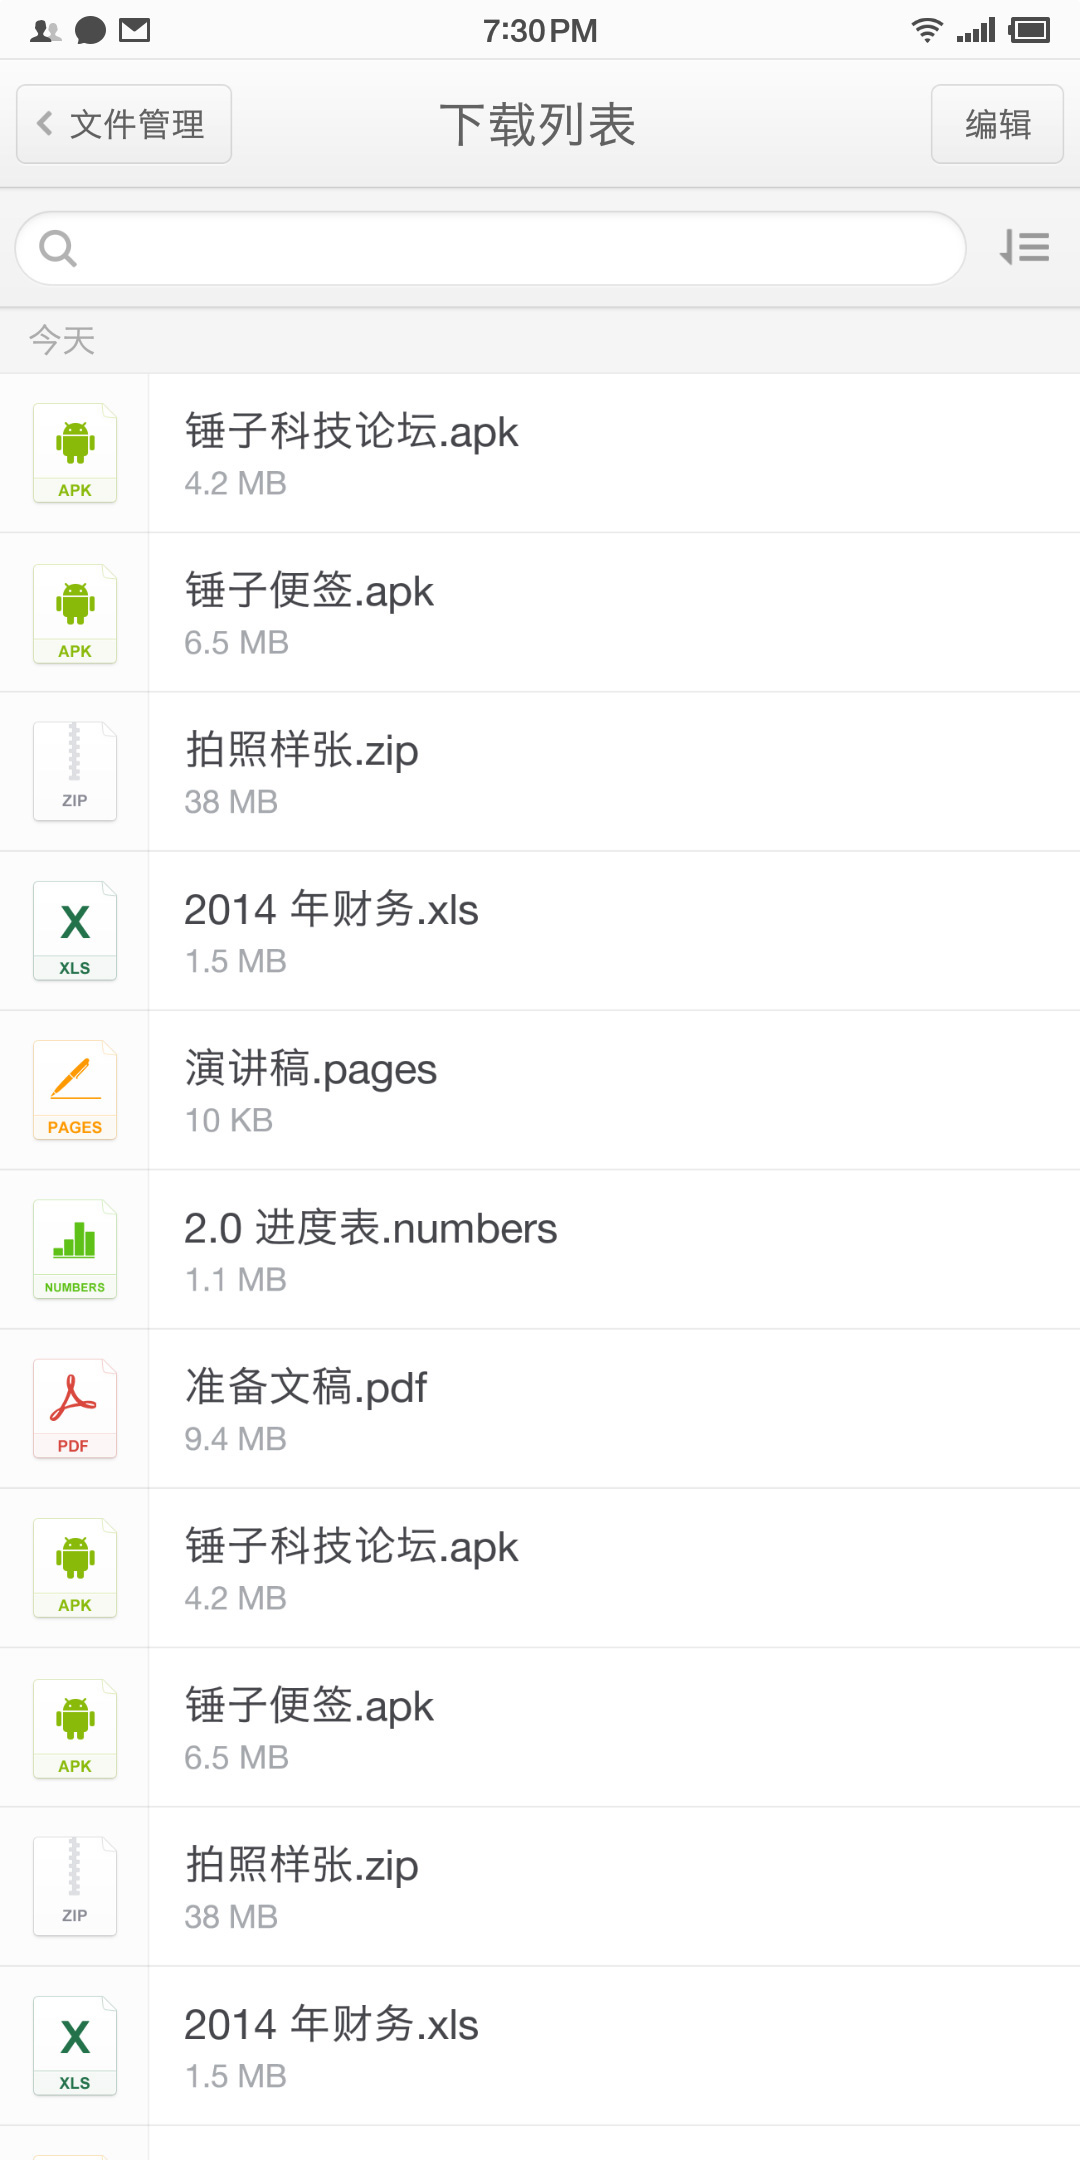 7:30PM
文件管理
下载列表
编辑
今天
锤子科技论坛.apk
4.2 MB
APK
锤子便签.apk
6.5 MB
APK
拍照样张.zip
38 MB
ZIP
2014 年财务.xls
1.5 MB
X
XLS
演讲稿.pages
10 KB
PAGES
2.0 进度表.numbers
1.1 MB
NUMBERS
准备文稿.pdf
9.4 MB
PDF
锤子科技论坛.apk
4.2 MB
APK
锤子便签.apk
6.5 MB
APK
拍照样张.zip
38 MB
ZIP
2014 年财务.xls
1.5 MB
X
XLS